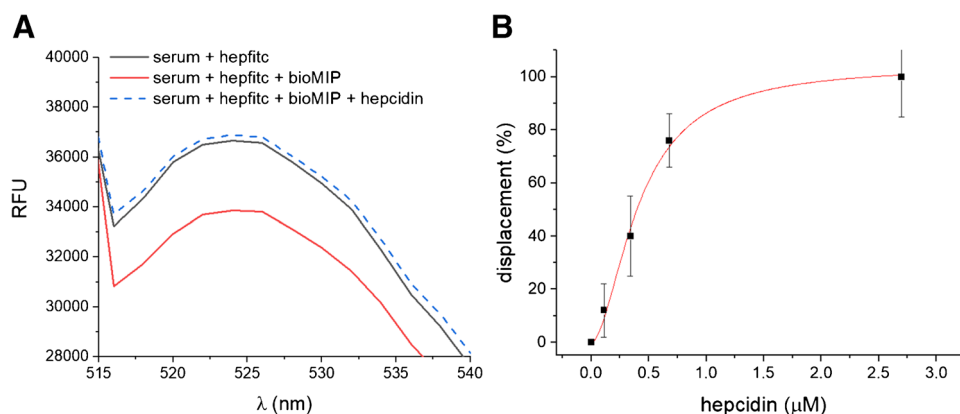 A
40000
38000
36000
34000
32000
30000
28000
RFU
serum + hepfitc
serum + hepfitc + bioMIP
serum + hepfitc + bioMIP + hepcidin
515 520 525 530 535 540
λ (nm)
B
100
80
60
40
20
0
displacement (%)
0.0 0.5 1.0 1.5 2.0 2.5 3.0
hepcidin (μM)